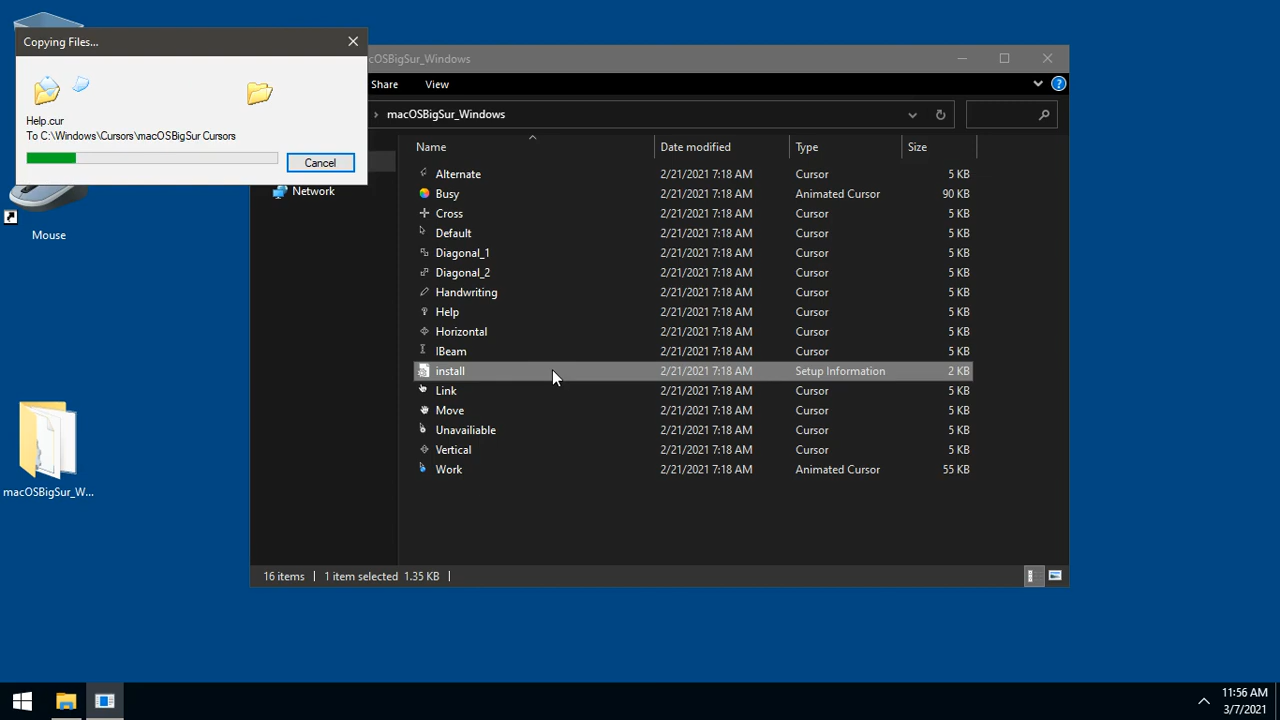 Copying Files...
Help.cur
To C:\Windows\Cursors\macOSBigSur Cursors
Cancel
cOSBigSur_Windows
Share
View
macOSBigSur_Windows
Name
Date modified
Type
Size
Network
Alternate 2/21/2021 7:18 AM Cursor 5 KB
Busy 2/21/2021 7:18 AM Animated Cursor 90 KB
Cross 2/21/2021 7:18 AM Cursor 5 KB
Default 2/21/2021 7:18 AM Cursor 5 KB
Diagonal_1 2/21/2021 7:18 AM Cursor 5 KB
Diagonal_2 2/21/2021 7:18 AM Cursor 5 KB
Handwriting 2/21/2021 7:18 AM Cursor 5 KB
Help 2/21/2021 7:18 AM Cursor 5 KB
Horizontal 2/21/2021 7:18 AM Cursor 5 KB
IBeam 2/21/2021 7:18 AM Cursor 5 KB
install 2/21/2021 7:18 AM Setup Information 2 KB
Link 2/21/2021 7:18 AM Cursor 5 KB
Move 2/21/2021 7:18 AM Cursor 5 KB
Unavailiable 2/21/2021 7:18 AM Cursor 5 KB
Vertical 2/21/2021 7:18 AM Cursor 5 KB
Work 2/21/2021 7:18 AM Animated Cursor 55 KB
16 items
1 item selected 1.35 KB
Mouse
macOSBigSur_W...
11:56 AM
3/7/2021